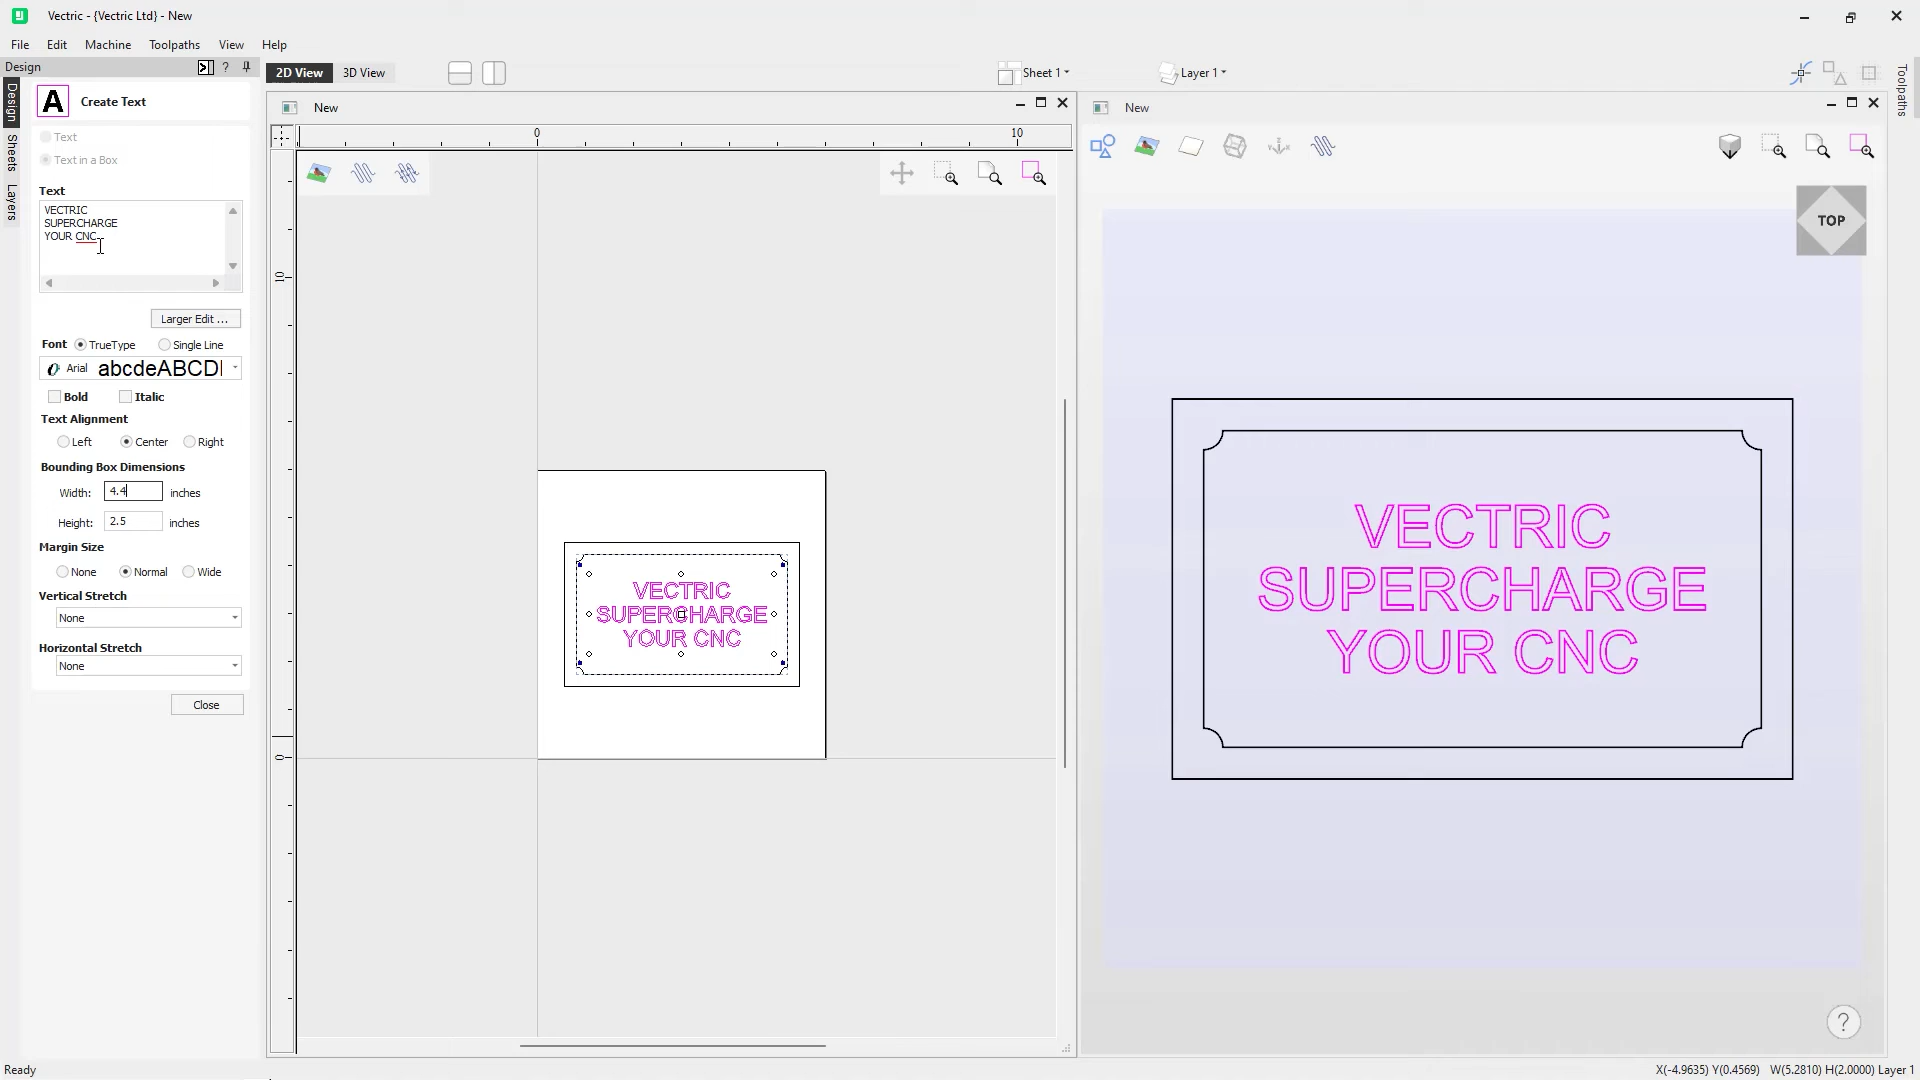 Vectric - {Vectric Ltd} - New
File Edit Machine Toolpaths View Help
Design
2D View 3D View
Sheet 1
Layer 1
Design
Sheets
Layers
Toolpaths
Create Text
Text
Text in a Box
Text
VECTRIC
SUPERCHARGE
YOUR CNC
Larger Edit ...
Font TrueType Single Line
Arial abcdeABCD
Bold Italic
Text Alignment
Left Center Right
Bounding Box Dimensions
Width: 4.4 inches
Height: 2.5 inches
Margin Size
None Normal Wide
Vertical Stretch
None
Horizontal Stretch
None
Close
New
0 10
10
0
VECTRIC
SUPERCHARGE
YOUR CNC
New
TOP
VECTRIC
SUPERCHARGE
YOUR CNC
?
Ready
X(-4.9635) Y(0.4569) W(5.2810) H(2.0000) Layer 1